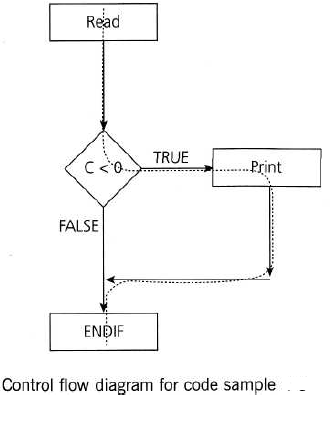 Read
C < 0
TRUE
Print
FALSE
ENDIF
Control flow diagram for code sample